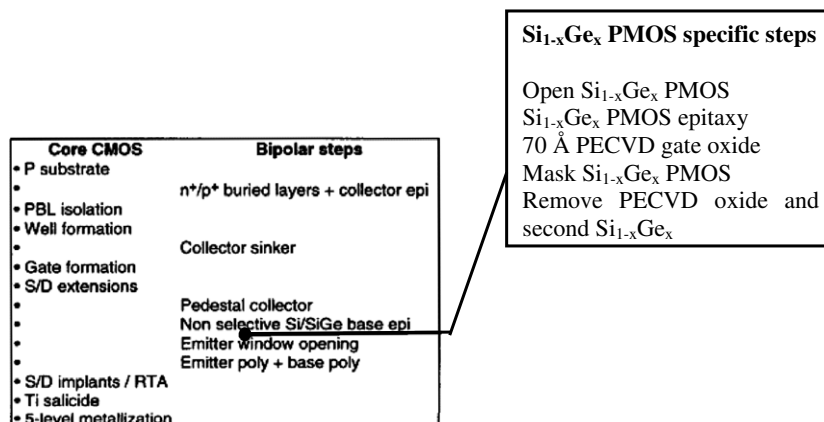 Si₁₋ₓGeₓ PMOS specific steps
Open Si₁₋ₓGeₓ PMOS
Si₁₋ₓGeₓ PMOS epitaxy
70 Å PECVD gate oxide
Mask Si₁₋ₓGeₓ PMOS
Remove PECVD oxide and
second Si₁₋ₓGeₓ
Core CMOS Bipolar steps
• P substrate
• n⁺/p⁺ buried layers + collector epi
• PBL isolation
• Well formation
• Collector sinker
• Gate formation
• S/D extensions
• Pedestal collector
• Non selective Si/SiGe base epi
• Emitter window opening
• Emitter poly + base poly
• S/D implants / RTA
• Ti salicide
• 5-level metallization